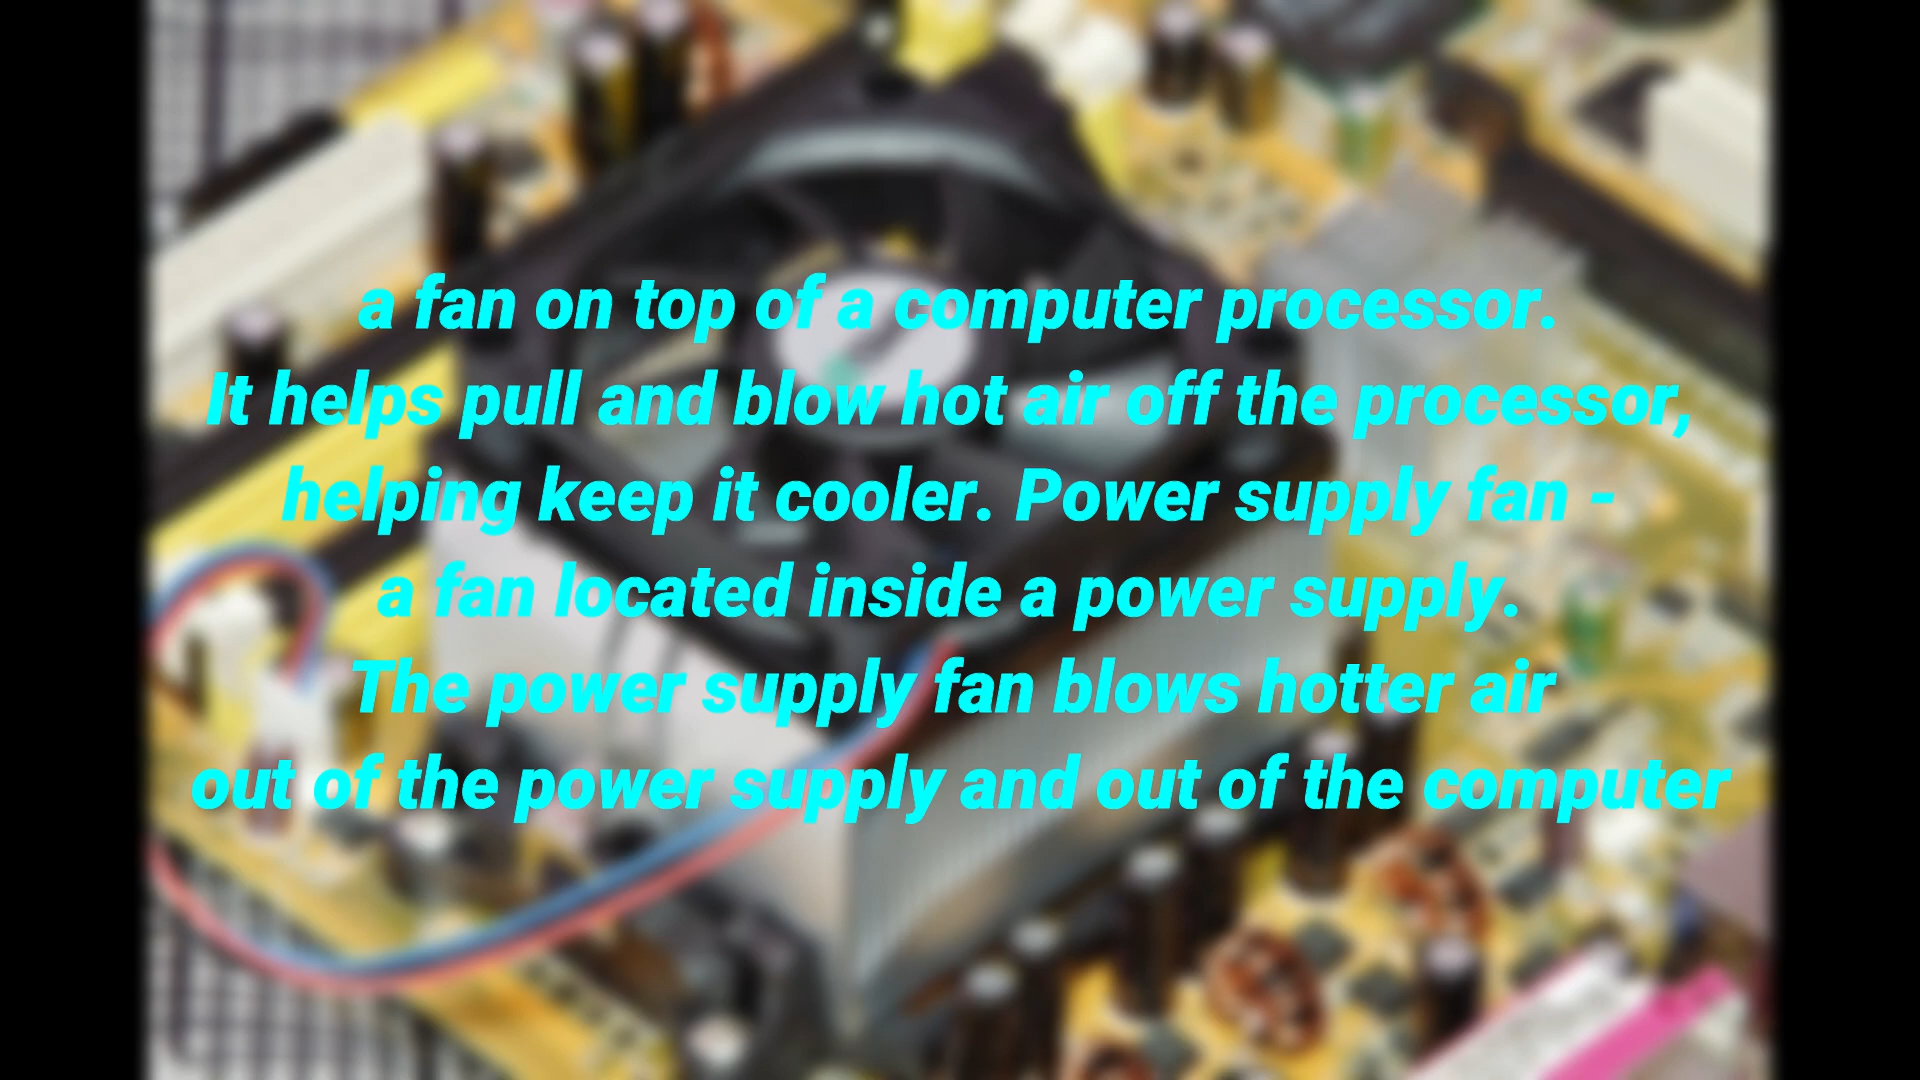 a fan on top of a computer processor.
It helps pull and blow hot air off the processor,
helping keep it cooler. Power supply fan -
a fan located inside a power supply.
The power supply fan blows hotter air
out of the power supply and out of the computer